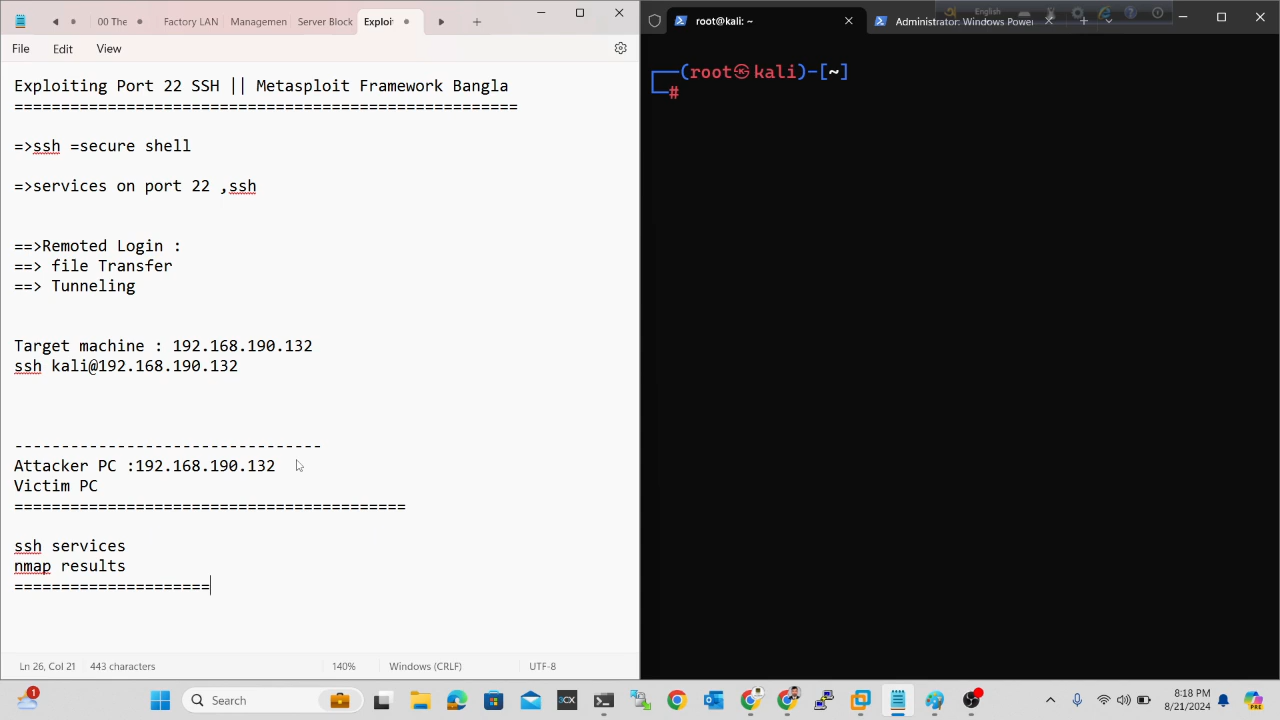 00 The
Factory LAN
Managemen
Server Block
Exploi
File
Edit
View
Exploiting Port 22 SSH || Metasploit Framework Bangla
======================================================
=>ssh =secure shell
=>services on port 22 ,ssh
==>Remoted Login :
==> file Transfer
==> Tunneling
Target machine : 192.168.190.132
ssh kali@192.168.190.132
---------------------------------
Attacker PC :192.168.190.132
Victim PC
==========================================
ssh services
nmap results
=====================
Ln 26, Col 21
443 characters
140%
Windows (CRLF)
UTF-8
root@kali: ~
Administrator: Windows Powe
English
┌──(root㉿kali)-[~]
└─#
1
Search
3CX
8:18 PM
8/21/2024
PRE